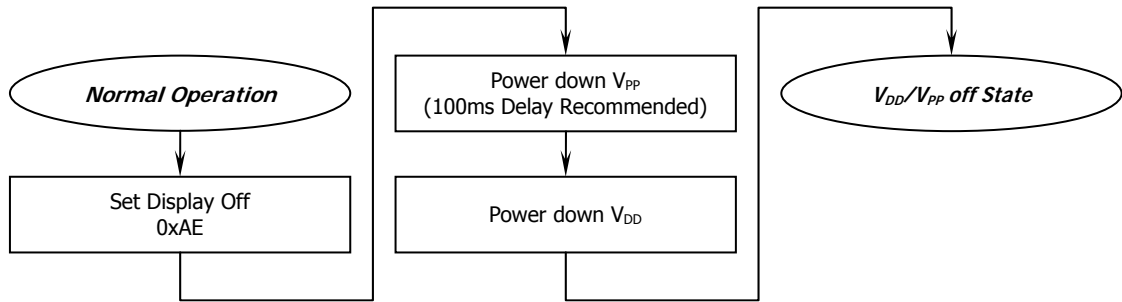 Normal Operation
Set Display Off
0xAE
Power down VPP
(100ms Delay Recommended)
Power down VDD
VDD/VPP off State